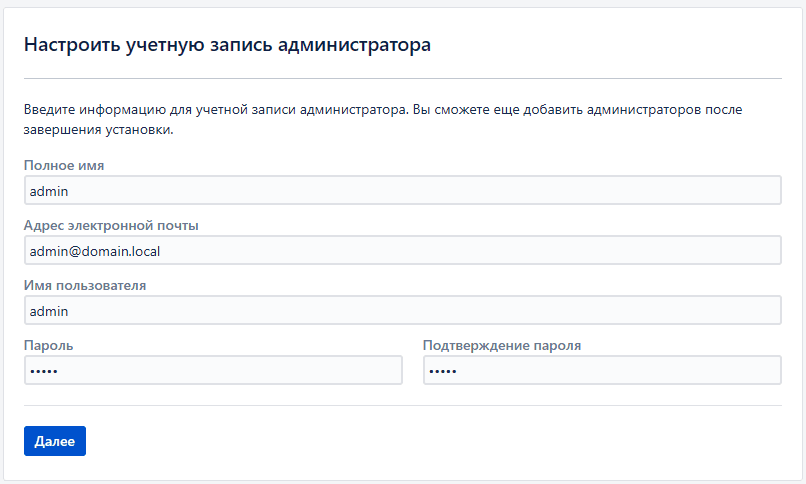 Настроить учетную запись администратора
Введите информацию для учетной записи администратора. Вы сможете еще добавить администраторов после
завершения установки.
Полное имя
admin
Адрес электронной почты
admin@domain.local
Имя пользователя
admin
Пароль
Подтверждение пароля
•••••
•••••
Далее